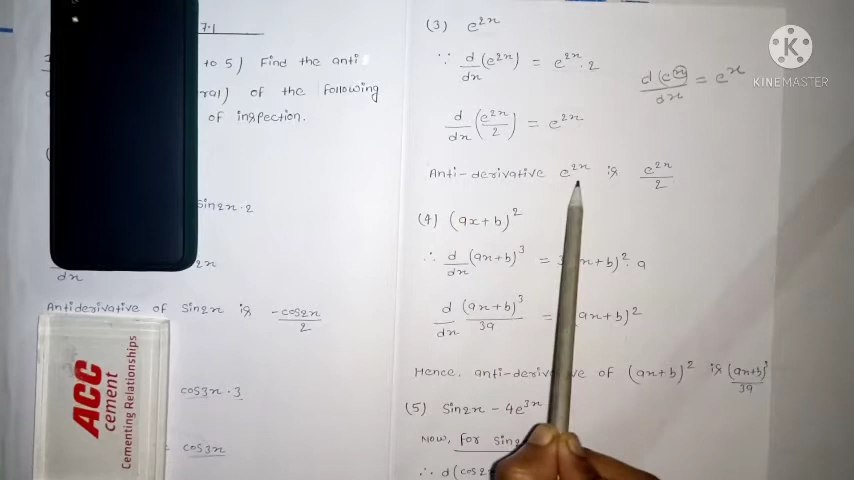 7.1
to 5) Find the anti
ral) of the following
of inspection.
sin2x·2
2x
dx
Antiderivative of sin2x is -cos2x/2
cos3x·3
= cos3x
ACC
cement
Cementing Relationships
(3) e^2x
∵ d/dx (e^2x) = e^2x·2
d(e^x)/dx = e^x
d/dx (e^2x/2) = e^2x
Anti-derivative e^2x is e^2x/2
(4) (ax+b)^2
∴ d/dx (ax+b)^3 = 3 x+b)^2·a
d/dx (ax+b)^3/3a = (ax+b)^2
Hence, anti-derivative of (ax+b)^2 is (ax+b)^3/3a
(5) sin2x - 4e^3x
Now, for sin2
∴ d(cos2
K
KINEMASTER